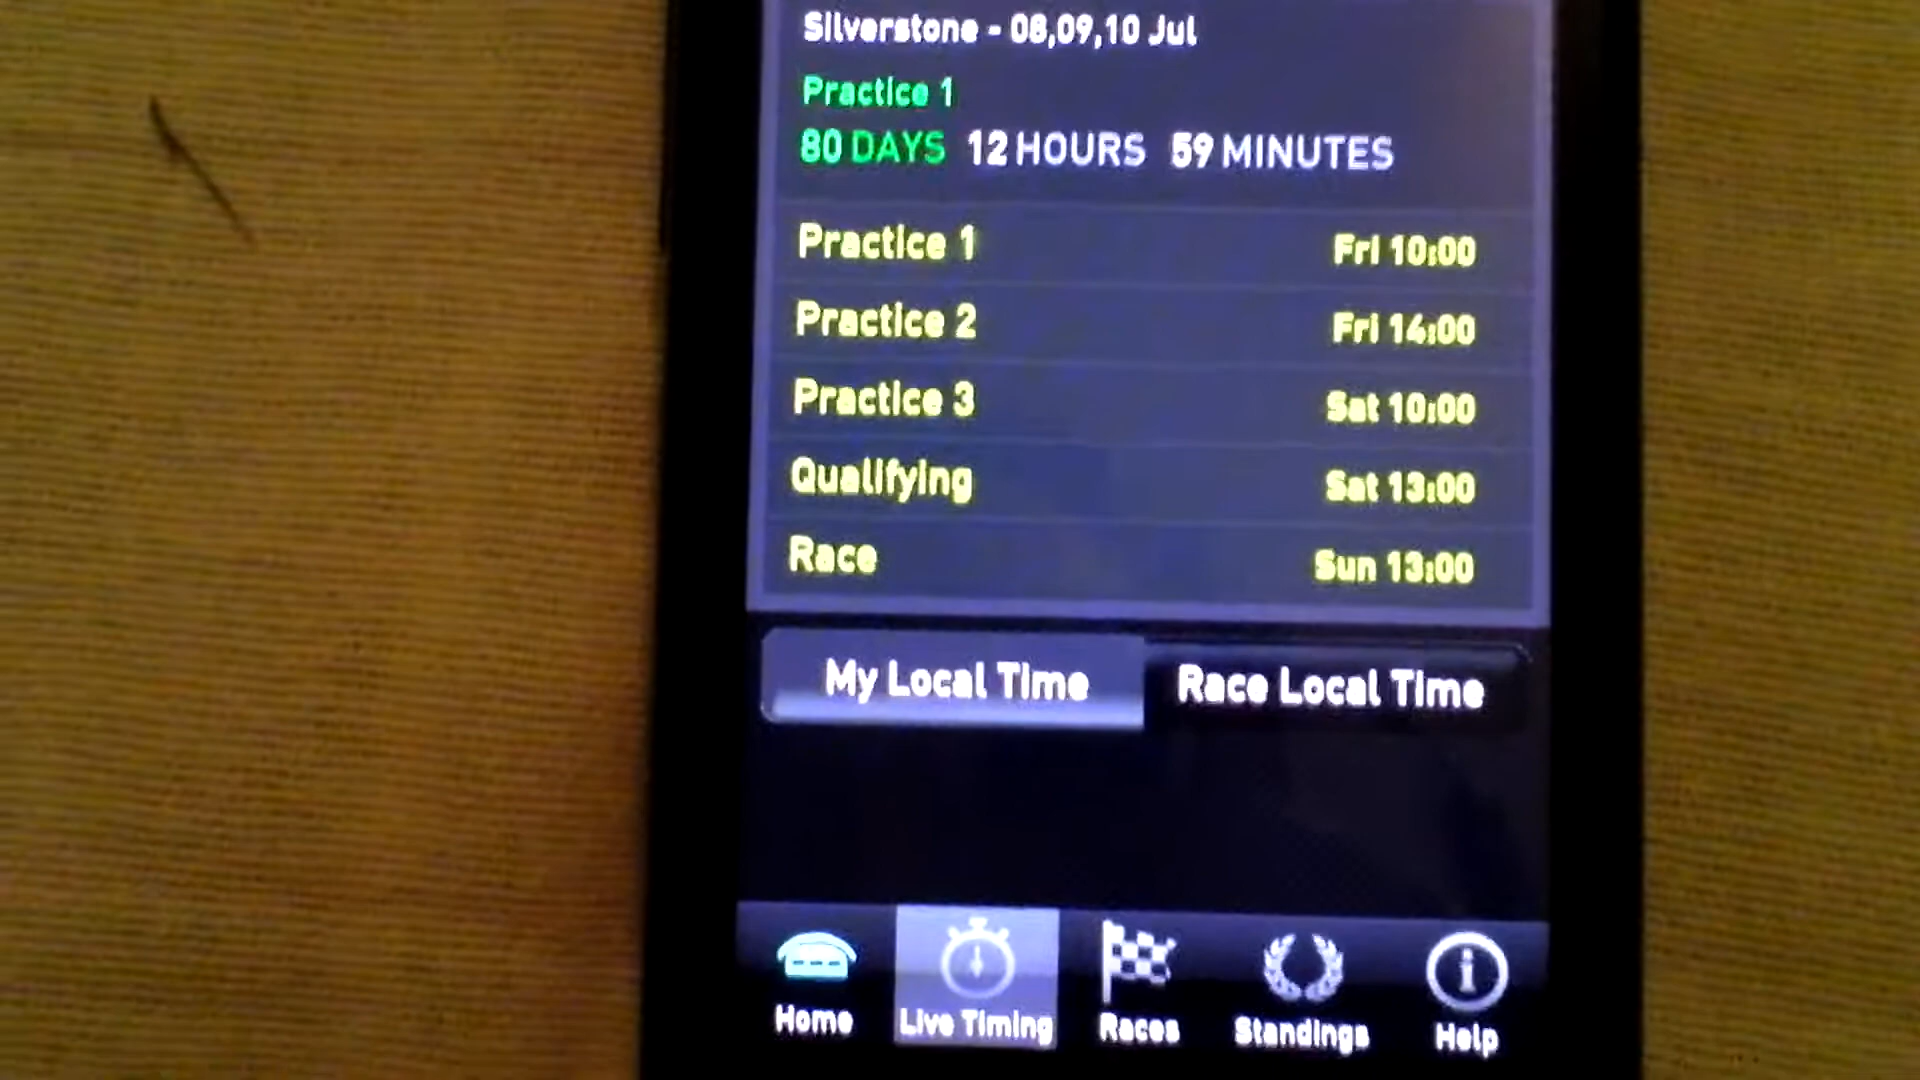 Silverstone - 08,09,10 Jul
Practice 1
80 DAYS 12 HOURS 59 MINUTES
Practice 1 Fri 10:00
Practice 2 Fri 14:00
Practice 3 Sat 10:00
Qualifying Sat 13:00
Race Sun 13:00
My Local Time Race Local Time
Home Live Timing Races Standings Help